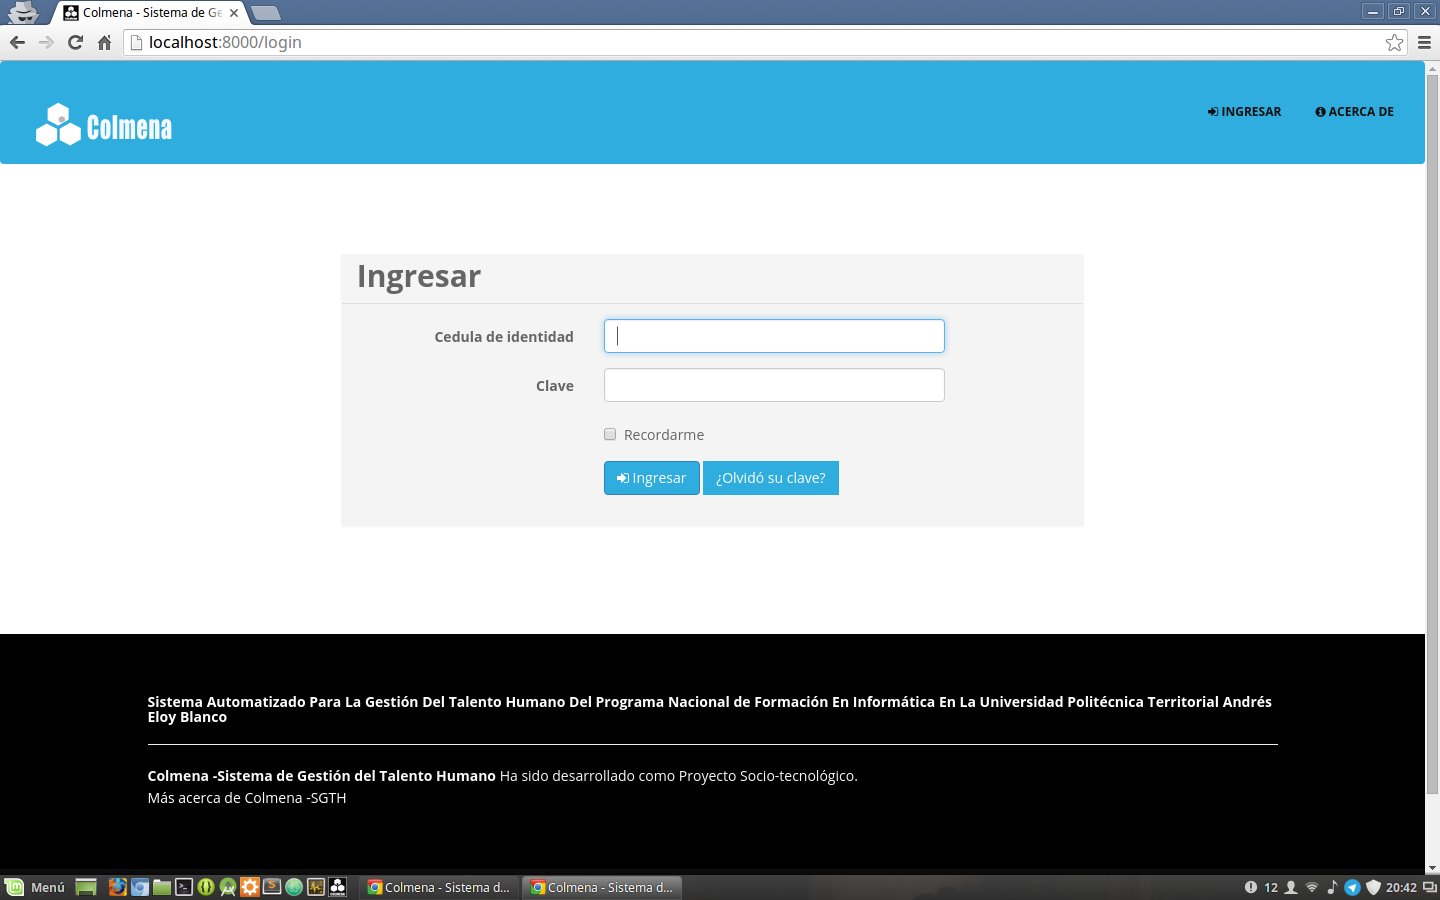 Colmena - Sistema de Ge
localhost:8000/login
Colmena
INGRESAR
ACERCA DE
Ingresar
Cedula de identidad
Clave
Recordarme
Ingresar
¿Olvidó su clave?
Sistema Automatizado Para La Gestión Del Talento Humano Del Programa Nacional de Formación En Informática En La Universidad Politécnica Territorial Andrés
Eloy Blanco
Colmena -Sistema de Gestión del Talento Humano Ha sido desarrollado como Proyecto Socio-tecnológico.
Más acerca de Colmena -SGTH
Menú
Colmena - Sistema d...
Colmena - Sistema d...
12
20:42